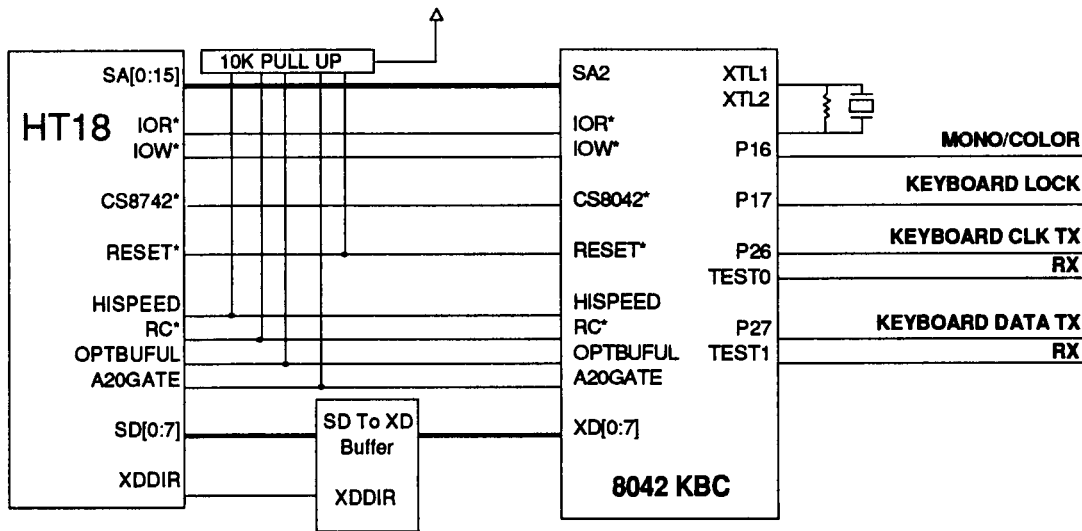 10K PULL UP
HT18
SA[0:15]
IOR*
IOW*
CS8742*
RESET*
HISPEED
RC*
OPTBUFUL
A20GATE
SD[0:7]
XDDIR
SD To XD
Buffer
XDDIR
SA2
IOR*
IOW*
CS8042*
RESET*
HISPEED
RC*
OPTBUFUL
A20GATE
XD[0:7]
8042 KBC
XTL1
XTL2
P16
P17
P26
TEST0
P27
TEST1
MONO/COLOR
KEYBOARD LOCK
KEYBOARD CLK TX
RX
KEYBOARD DATA TX
RX